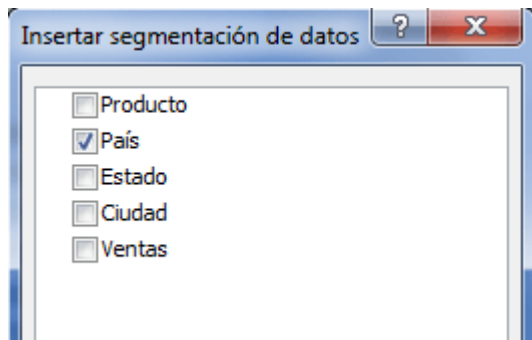 Insertar segmentación de datos
Producto
País
Estado
Ciudad
Ventas